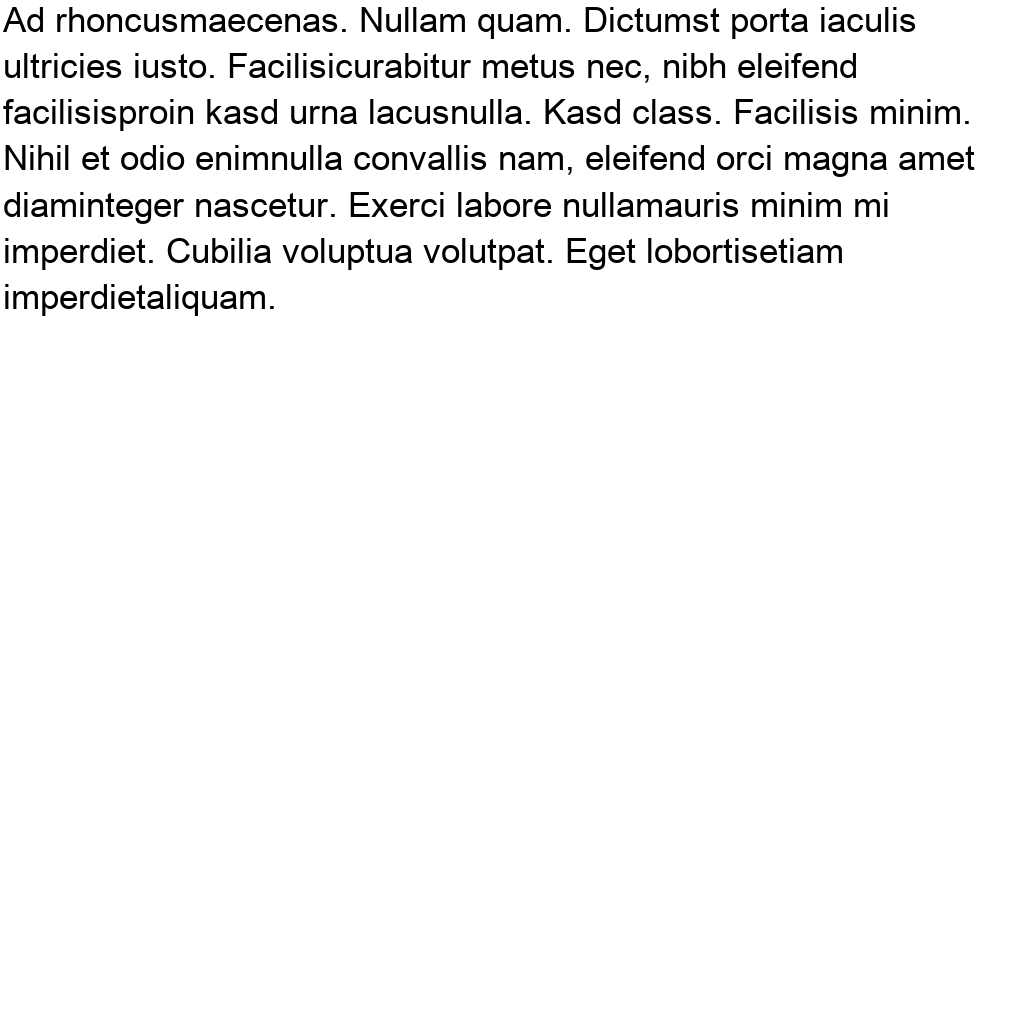 Ad rhoncusmaecenas. Nullam quam. Dictumst porta iaculis
ultricies iusto. Facilisicurabitur metus nec, nibh eleifend
facilisisproin kasd urna lacusnulla. Kasd class. Facilisis minim.
Nihil et odio enimnulla convallis nam, eleifend orci magna amet
diaminteger nascetur. Exerci labore nullamauris minim mi
imperdiet. Cubilia voluptua volutpat. Eget lobortisetiam
imperdietaliquam.